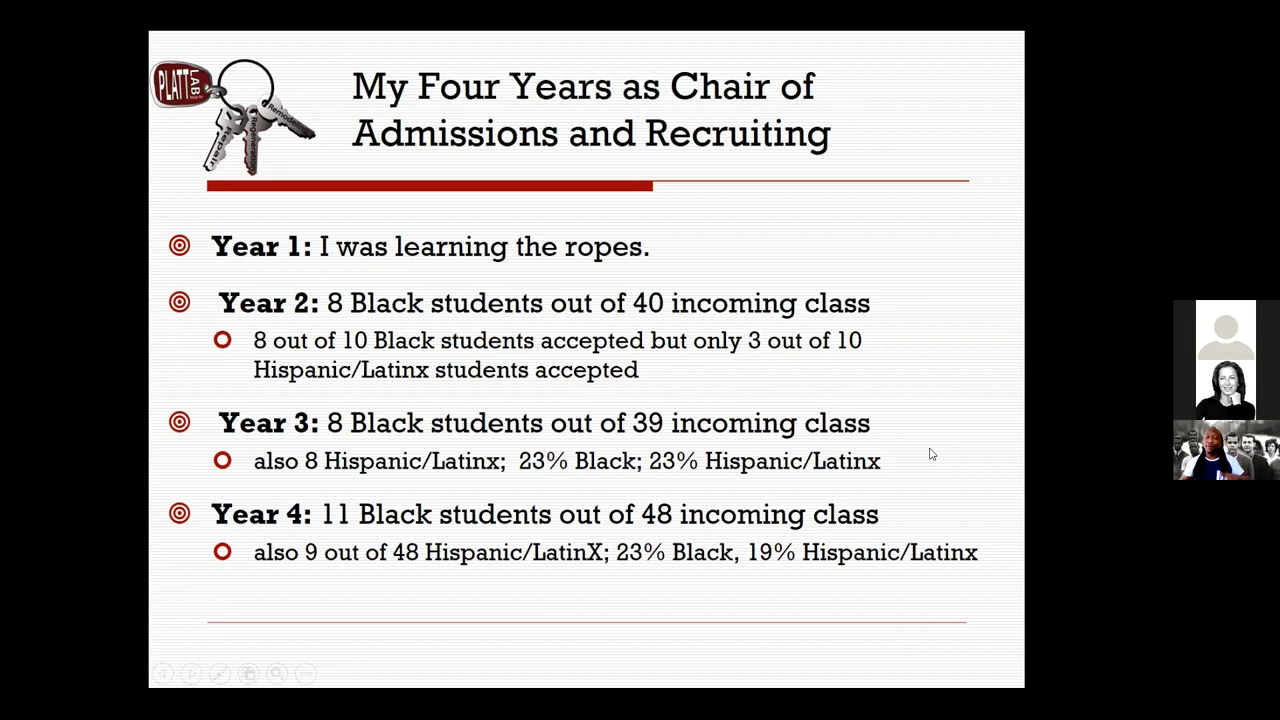 PLATT
LAB
Repair
Regeneration
Remodeling
My Four Years as Chair of
Admissions and Recruiting
Year 1: I was learning the ropes.
Year 2: 8 Black students out of 40 incoming class
8 out of 10 Black students accepted but only 3 out of 10
Hispanic/Latinx students accepted
Year 3: 8 Black students out of 39 incoming class
also 8 Hispanic/Latinx; 23% Black; 23% Hispanic/Latinx
Year 4: 11 Black students out of 48 incoming class
also 9 out of 48 Hispanic/LatinX; 23% Black, 19% Hispanic/Latinx